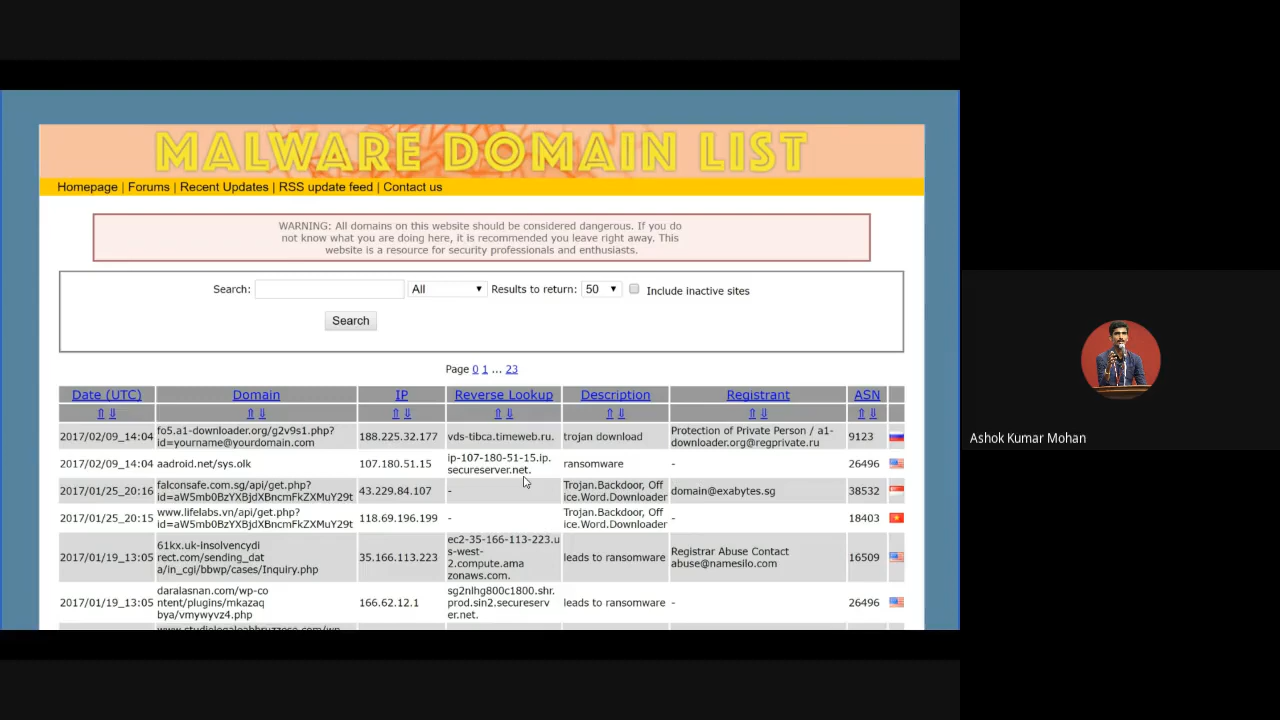 MALWARE DOMAIN LIST
Homepage | Forums | Recent Updates | RSS update feed | Contact us
WARNING: All domains on this website should be considered dangerous. If you do
not know what you are doing here, it is recommended you leave right away. This
website is a resource for security professionals and enthusiasts.
Search: All Results to return: 50 Include inactive sites
Search
Page 0 1 ... 23
Date (UTC) Domain IP Reverse Lookup Description Registrant ASN
⇑ ⇓ ⇑ ⇓ ⇑ ⇓ ⇑ ⇓ ⇑ ⇓ ⇑ ⇓ ⇑ ⇓
2017/02/09_14:04 fo5.a1-downloader.org/g2v9s1.php?
id=yourname@yourdomain.com 188.225.32.177 vds-tibca.timeweb.ru. trojan download Protection of Private Person / a1-
downloader.org@regprivate.ru 9123
2017/02/09_14:04 aadroid.net/sys.olk 107.180.51.15 ip-107-180-51-15.ip.
secureserver.net. ransomware - 26496
2017/01/25_20:16 falconsafe.com.sg/api/get.php?
id=aW5mb0BzYXBjdXBncmFkZXMuY29t 43.229.84.107 - Trojan.Backdoor, Off
ice.Word.Downloader domain@exabytes.sg 38532
2017/01/25_20:15 www.lifelabs.vn/api/get.php?
id=aW5mb0BzYXBjdXBncmFkZXMuY29t 118.69.196.199 - Trojan.Backdoor, Off
ice.Word.Downloader - 18403
2017/01/19_13:05 61kx.uk-insolvencydi
rect.com/sending_dat
a/in_cgi/bbwp/cases/Inquiry.php 35.166.113.223 ec2-35-166-113-223.u
s-west-
2.compute.ama
zonaws.com. leads to ransomware Registrar Abuse Contact
abuse@namesilo.com 16509
2017/01/19_13:05 daralasnan.com/wp-co
ntent/plugins/mkazaq
bya/vmywyvz4.php 166.62.12.1 sg2nlhg800c1800.shr.
prod.sin2.secureserv
er.net. leads to ransomware - 26496
Ashok Kumar Mohan